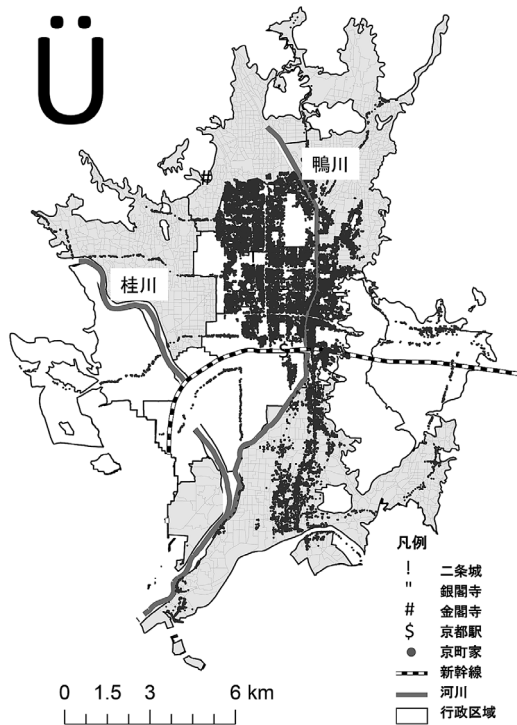 Ü
鴨川
#
桂川
$
凡例
! 二条城
" 銀閣寺
# 金閣寺
$ 京都駅
京町家
新幹線
河川
行政区域
0 1.5 3 6 km